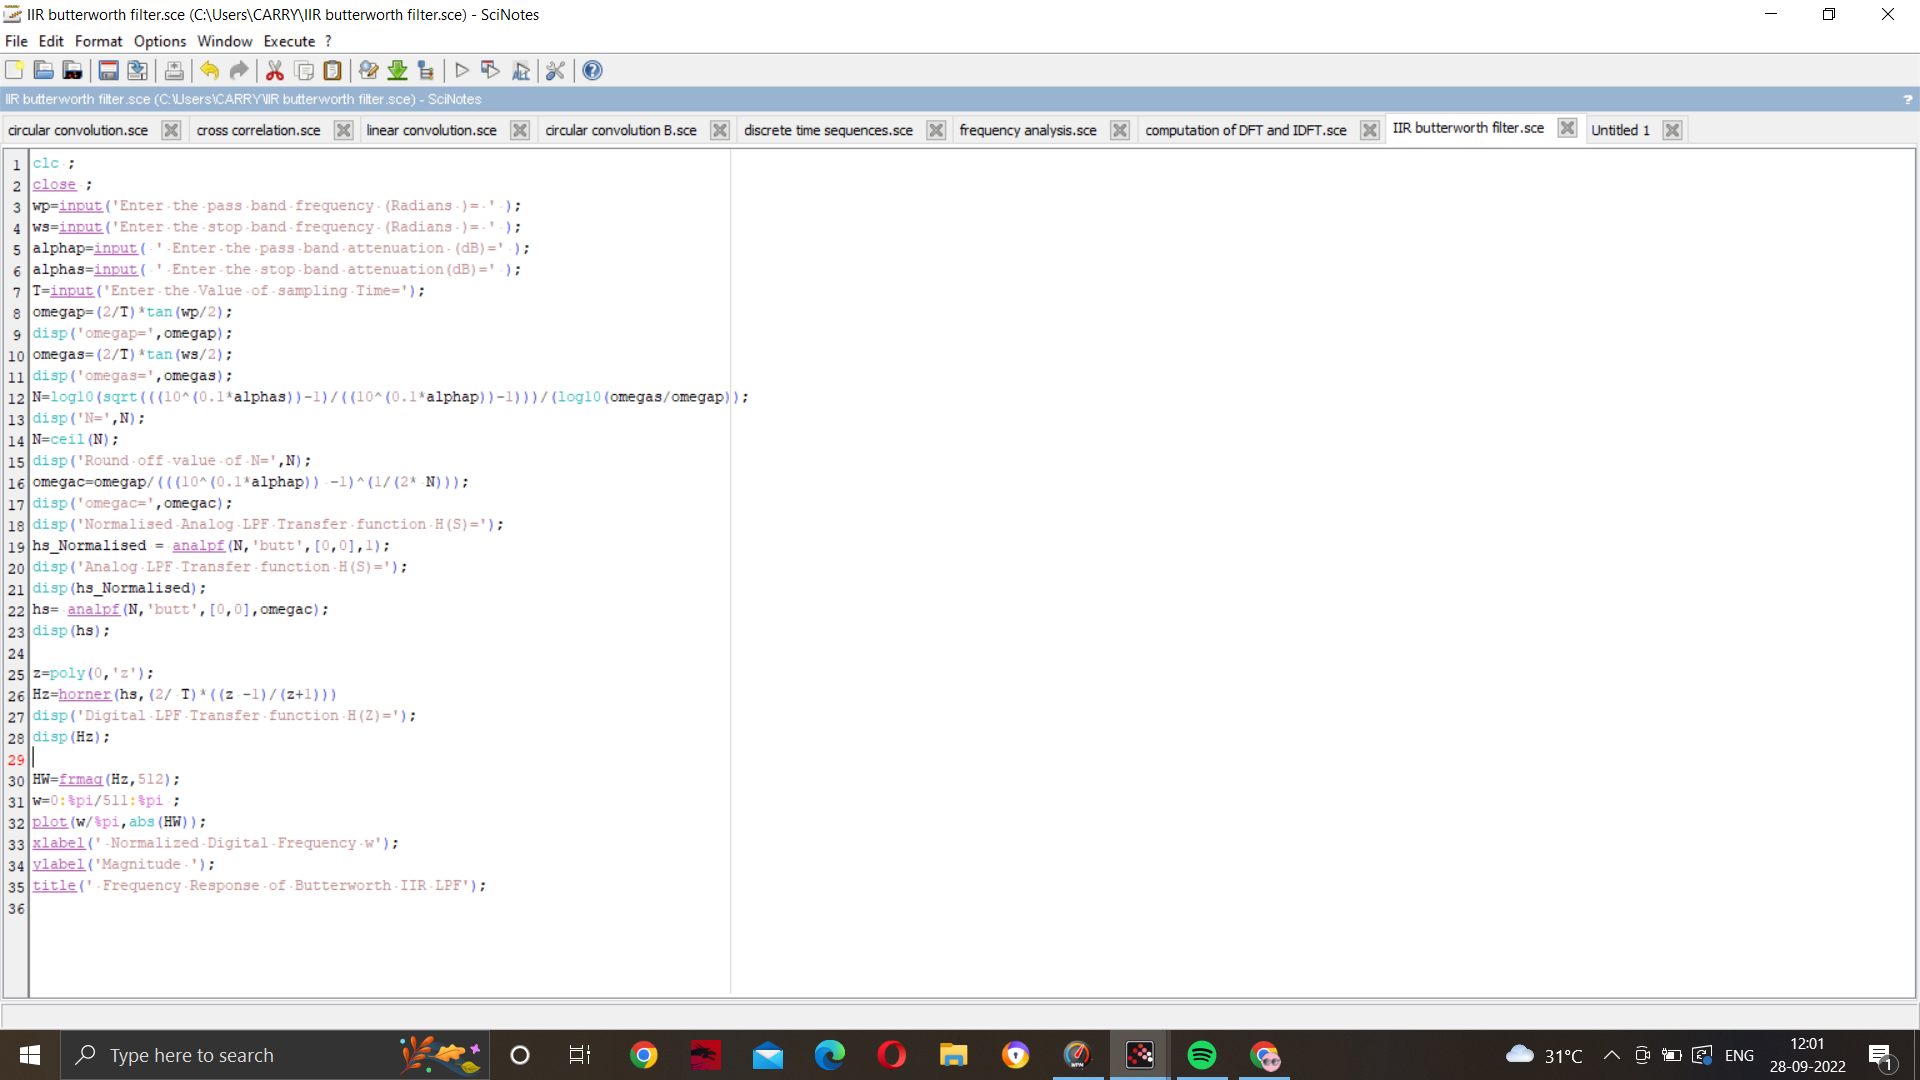 IIR butterworth filter.sce (C:\Users\CARRY\IIR butterworth filter.sce) - SciNotes
File Edit Format Options Window Execute ?
IIR butterworth filter.sce (C:\Users\CARRY\IIR butterworth filter.sce) - SciNotes ?
circular convolution.sce cross correlation.sce linear convolution.sce circular convolution B.sce discrete time sequences.sce frequency analysis.sce computation of DFT and IDFT.sce IIR butterworth filter.sce Untitled 1
1 clc ;
2 close ;
3 wp=input('Enter the pass band frequency (Radians )= ' );
4 ws=input('Enter the stop band frequency (Radians )= ' );
5 alphap=input( ' Enter the pass band attenuation (dB)=' );
6 alphas=input( ' Enter the stop band attenuation(dB)=' );
7 T=input('Enter the Value of sampling Time=');
8 omegap=(2/T)*tan(wp/2);
9 disp('omegap=',omegap);
10 omegas=(2/T)*tan(ws/2);
11 disp('omegas=',omegas);
12 N=log10(sqrt(((10^(0.1*alphas))-1)/((10^(0.1*alphap))-1)))/(log10(omegas/omegap));
13 disp('N=',N);
14 N=ceil(N);
15 disp('Round off value of N=',N);
16 omegac=omegap/(((10^(0.1*alphap)) -1)^(1/(2* N)));
17 disp('omegac=',omegac);
18 disp('Normalised Analog LPF Transfer function H(S)=');
19 hs_Normalised = analpf(N,'butt',[0,0],1);
20 disp('Analog LPF Transfer function H(S)=');
21 disp(hs_Normalised);
22 hs= analpf(N,'butt',[0,0],omegac);
23 disp(hs);
24
25 z=poly(0,'z');
26 Hz=horner(hs,(2/ T)*((z -1)/(z+1)))
27 disp('Digital LPF Transfer function H(Z)=');
28 disp(Hz);
29
30 HW=frmag(Hz,512);
31 w=0:%pi/511:%pi ;
32 plot(w/%pi,abs(HW));
33 xlabel(' Normalized Digital Frequency w');
34 ylabel('Magnitude ');
35 title(' Frequency Response of Butterworth IIR LPF');
36
Type here to search
31°C ENG 12:01
28-09-2022
1